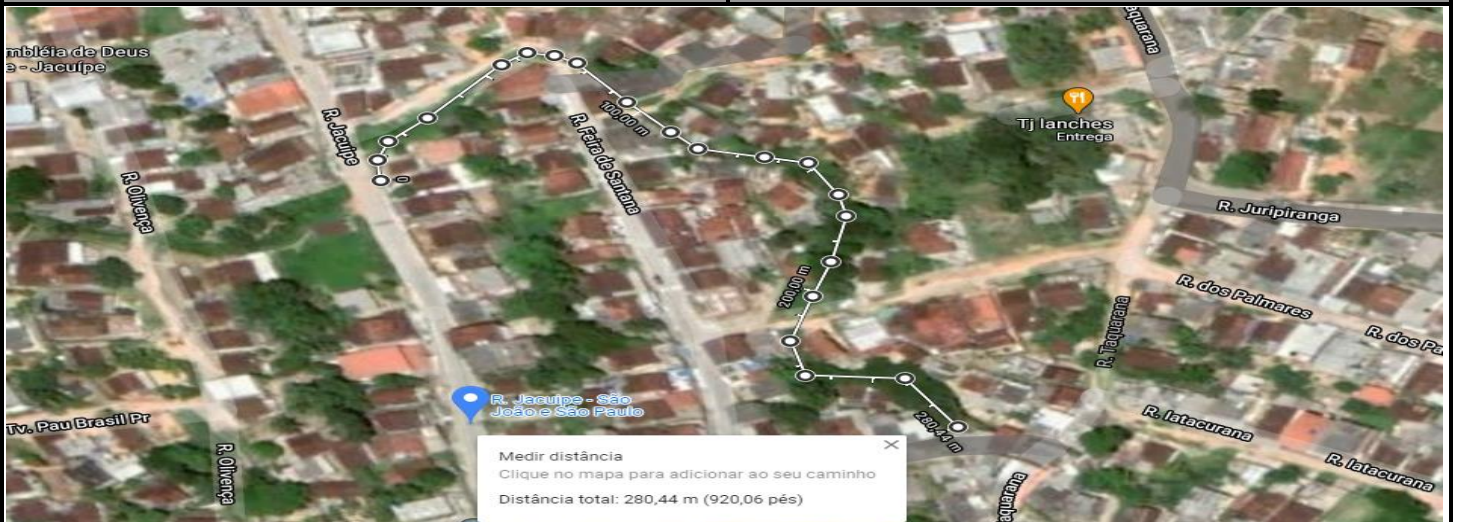 mbléia de Deus
e - Jacuípe
R. Jacuipe
R. Olivença
100,00 m
R. Feira de Santana
0
aquarana
Tj lanches
Entrega
R. Juripiranga
R. dos Palmares
R. dos Pa
200,00 m
R. Taquarana
R. Jacuipe - São
João e São Paulo
Tv. Pau Brasil Pr
R. Olivença
280,44 m
R. Iatacurana
R. Iatacurana
aquarana
Medir distância
Clique no mapa para adicionar ao seu caminho
Distância total: 280,44 m (920,06 pés)